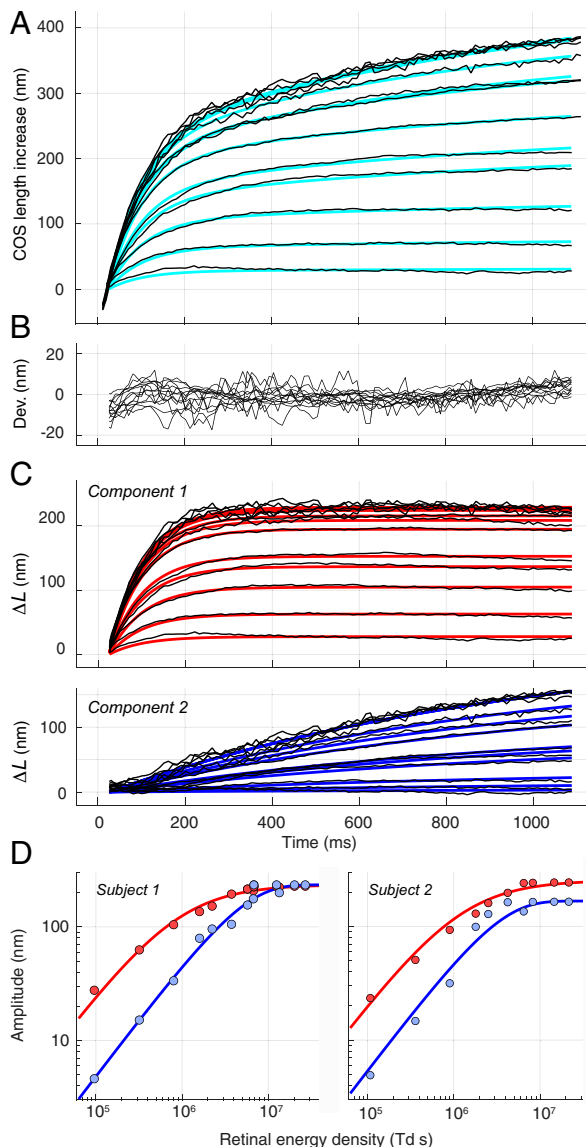 A
COS length increase (nm)
400
300
200
100
0
B
Dev. (nm)
20
0
-20
C
Component 1
ΔL (nm)
200
100
0
Component 2
ΔL (nm)
100
0
0 200 400 600 800 1000
Time (ms)
D
Subject 1
Subject 2
Amplitude (nm)
100
10
10⁵ 10⁶ 10⁷
10⁵ 10⁶ 10⁷
Retinal energy density (Td s)